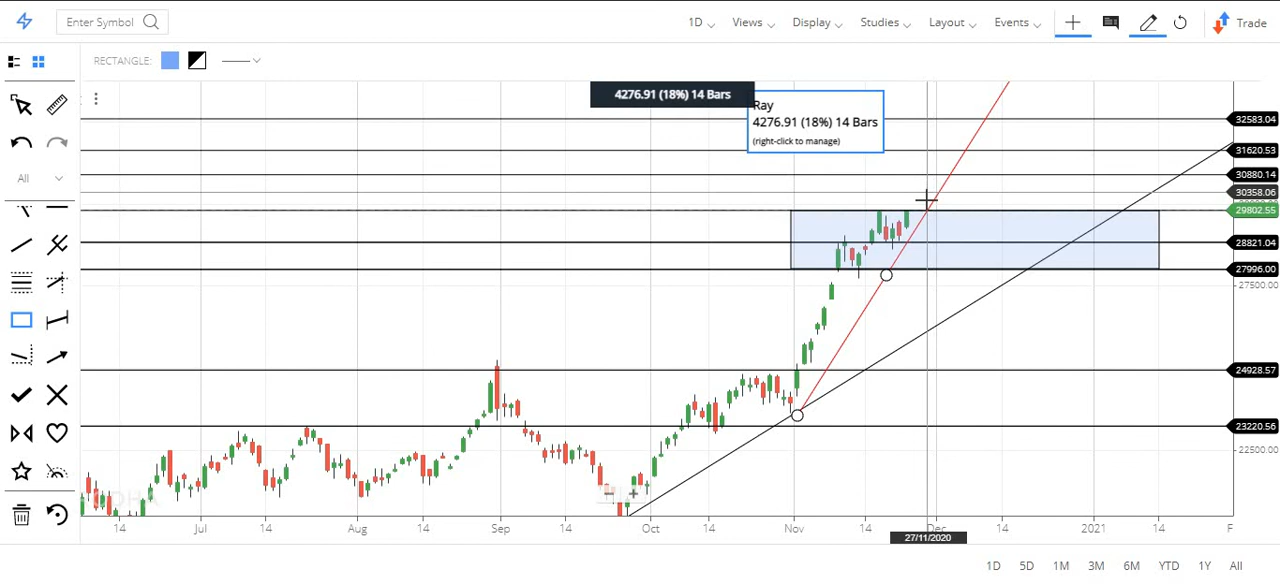 Enter Symbol
1D Views Display Studies Layout Events Trade
RECTANGLE:
4276.91 (18%) 14 Bars
Ray
4276.91 (18%) 14 Bars
(right-click to manage)
All
32583.04
31620.53
30880.14
30358.06
29802.55
28821.04
27996.00
27500.00
24928.57
23220.56
22500.00
14 Jul 14 Aug 14 Sep 14 Oct 14 Nov 14 Dec 14 2021 14 F
27/11/2020
1D 5D 1M 3M 6M YTD 1Y All